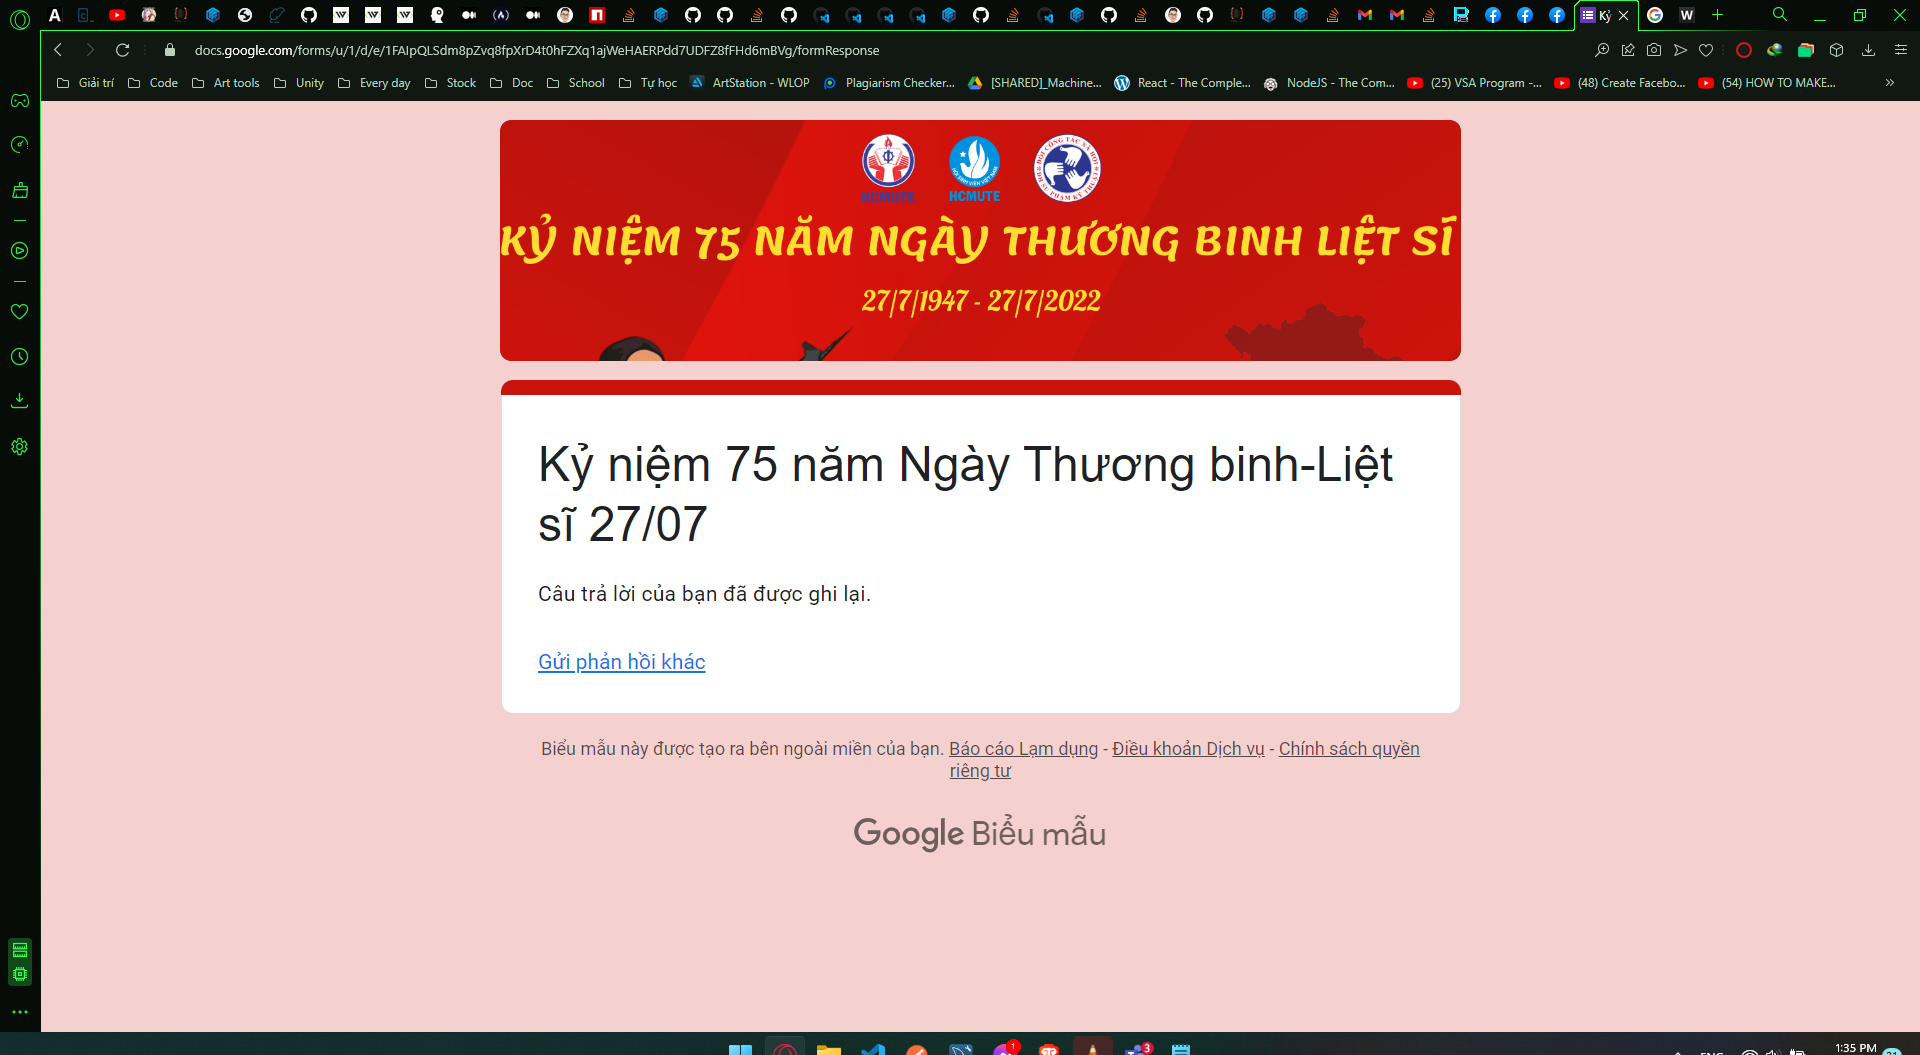 Kỷ
docs.google.com/forms/u/1/d/e/1FAIpQLSdm8pZvq8fpXrD4t0hFZXq1ajWeHAERPdd7UDFZ8fFHd6mBVg/formResponse
Giải trí Code Art tools Unity Every day Stock Doc School Tự học ArtStation - WLOP Plagiarism Checker... [SHARED]_Machine... React - The Comple... NodeJS - The Com... (25) VSA Program -... (48) Create Facebo... (54) HOW TO MAKE...
HCMUTE HCMUTE
KỶ NIỆM 75 NĂM NGÀY THƯƠNG BINH LIỆT SĨ
27/7/1947 - 27/7/2022
Kỷ niệm 75 năm Ngày Thương binh-Liệt
sĩ 27/07
Câu trả lời của bạn đã được ghi lại.
Gửi phản hồi khác
Biểu mẫu này được tạo ra bên ngoài miền của bạn. Báo cáo Lạm dụng - Điều khoản Dịch vụ - Chính sách quyền
riêng tư
Google Biểu mẫu
1:35 PM